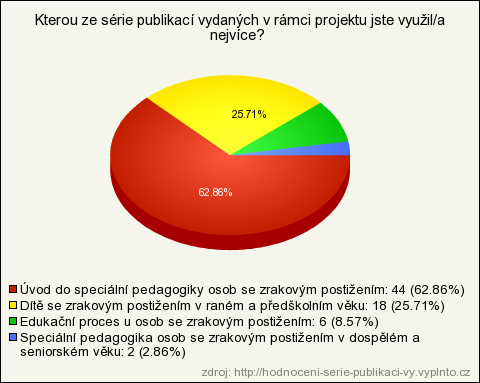 Kterou ze série publikací vydaných v rámci projektu jste využil/a
nejvíce?
25.71%
62.86%
Úvod do speciální pedagogiky osob se zrakovým postižením: 44 (62.86%)
Dítě se zrakovým postižením v raném a předškolním věku: 18 (25.71%)
Edukační proces u osob se zrakovým postižením: 6 (8.57%)
Speciální pedagogika osob se zrakovým postižením v dospělém a
seniorském věku: 2 (2.86%)
zdroj: http://hodnoceni-serie-publikaci-vy.vyplnto.cz